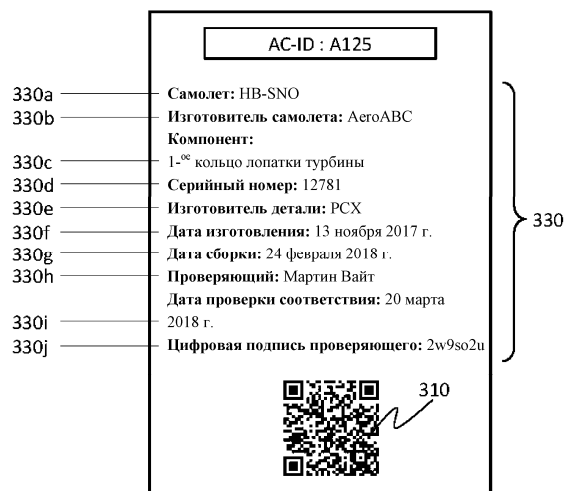 AC-ID : A125
330a Самолет: HB-SNO
330b Изготовитель самолета: AeroABC
Компонент:
330c 1-ое кольцо лопатки турбины
330d Серийный номер: 12781
330e Изготовитель детали: PCX
330f Дата изготовления: 13 ноября 2017 г.
330g Дата сборки: 24 февраля 2018 г.
330h Проверяющий: Мартин Вайт
Дата проверки соответствия: 20 марта
330i 2018 г.
330j Цифровая подпись проверяющего: 2w9so2u
330
310